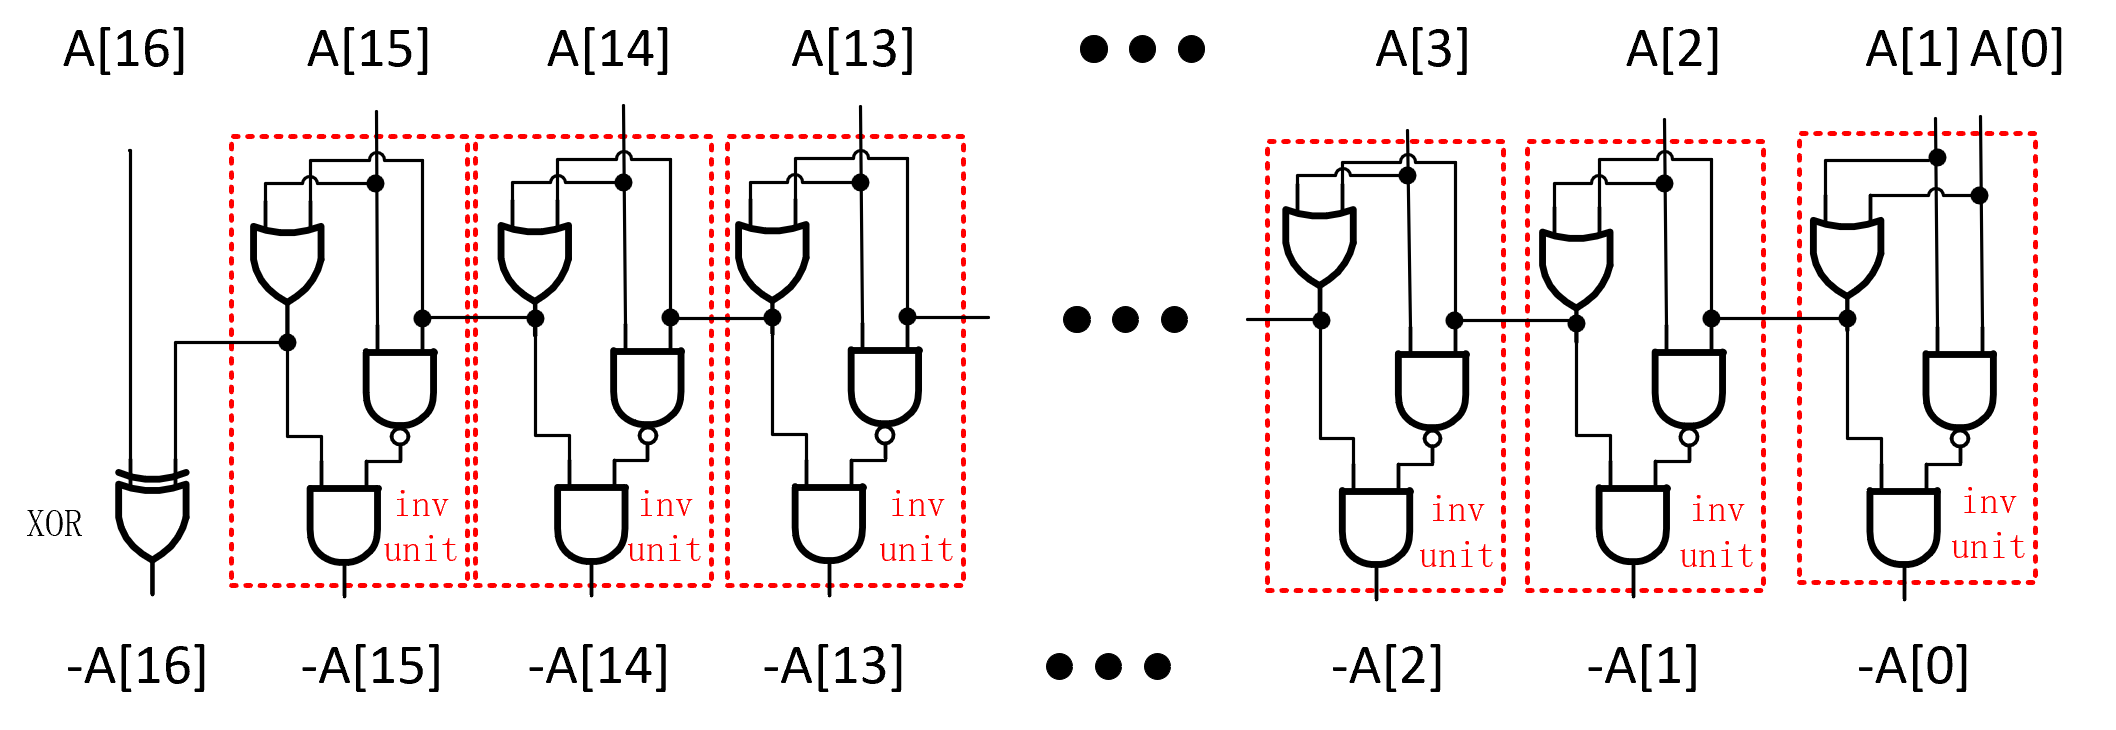 A[16] A[15] A[14] A[13] ••• A[3] A[2] A[1] A[0]
•••
XOR
inv
unit
inv
unit
inv
unit
inv
unit
inv
unit
inv
unit
-A[16] -A[15] -A[14] -A[13] ••• -A[2] -A[1] -A[0]